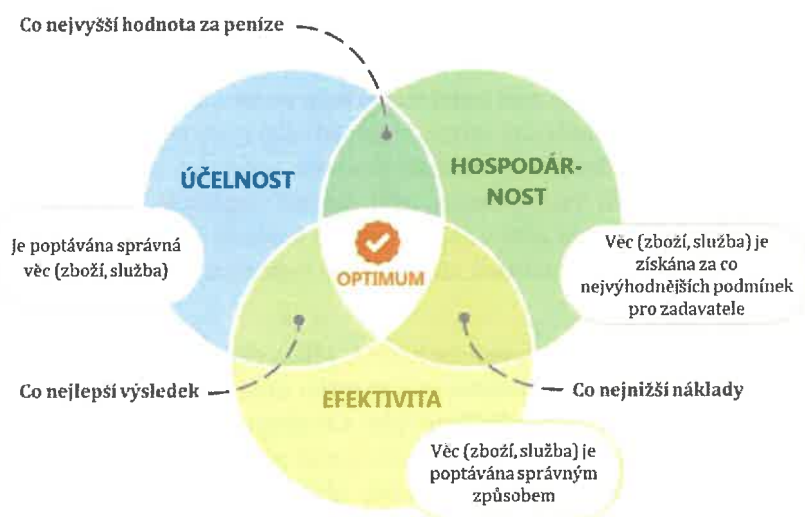 Co nejvyšší hodnota za peníze
ÚČELNOST
HOSPODÁR-
NOST
Je poptávána správná
věc (zboží, služba)
OPTIMUM
Věc (zboží, služba) je
získána za co
nejvýhodnějších podmínek
pro zadavatele
Co nejlepší výsledek
EFEKTIVITA
Co nejnižší náklady
Věc (zboží, služba) je
poptávána správným
způsobem